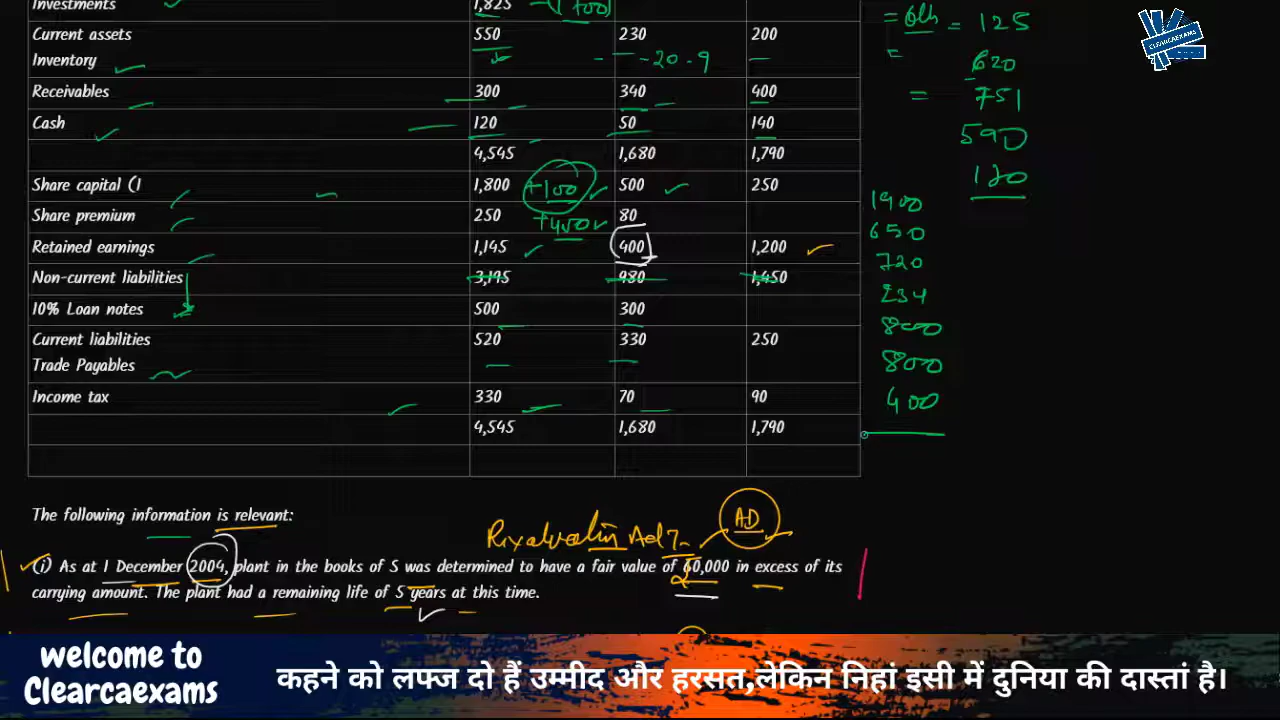 Investments 1,825 -(1700)
Current assets 550 230 200
Inventory - -20-9 -
Receivables 300 340 400
Cash 120 50 140
4,545 1,680 1,790
Share capital (1 1,800 +100 500 250
Share premium 250 +400 80
Retained earnings 1,145 400 1,200
Non-current liabilities 3,195 980 1,450
10% Loan notes 500 300
Current liabilities 520 330 250
Trade Payables
Income tax 330 70 90
4,545 1,680 1,790
= = 125
=
620
= 751
590
120
1900
650
720
234
800
800
400
CLEARCAEXAMS
The following information is relevant:
AD
(i) As at 1 December 2004, plant in the books of S was determined to have a fair value of 60,000 in excess of its
carrying amount. The plant had a remaining life of 5 years at this time.
welcome to
Clearcaexams
कहने को लफ्ज दो हैं उम्मीद और हसरत,लेकिन निहां इसी में दुनिया की दास्तां है।